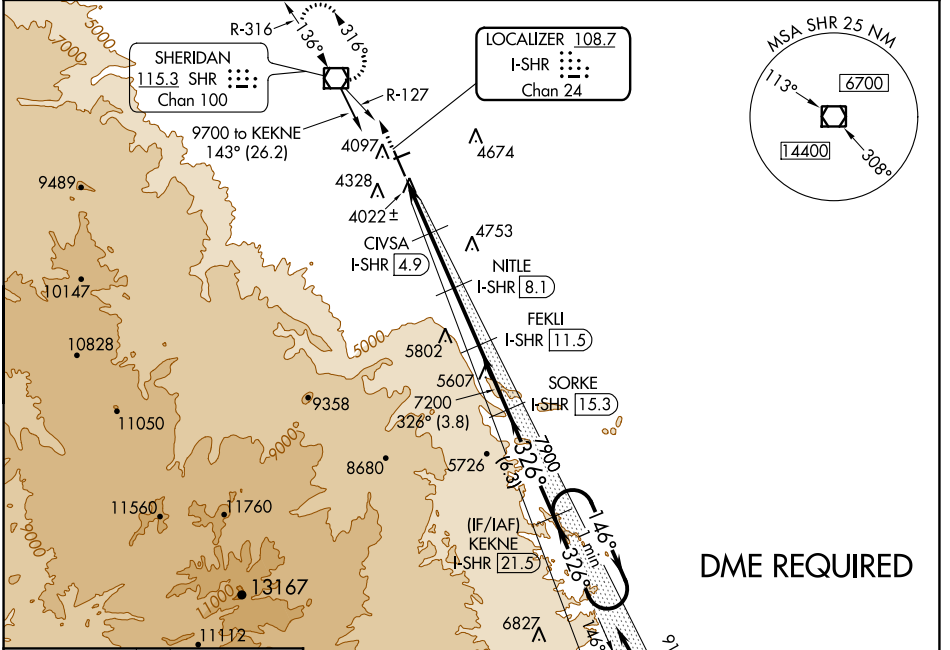 R-316
136°
316°
SHERIDAN
115.3 SHR
Chan 100
LOCALIZER 108.7
I-SHR
Chan 24
R-127
9700 to KEKNE
143° (26.2)
MSA SHR 25 NM
113°
6700
14400
308°
5000
7000
9489
4097
4674
4328
4022±
4753
CIVSA
I-SHR 4.9
NITLE
I-SHR 8.1
10147
FEKLI
I-SHR 11.5
5000
5802
10828
5607
SORKE
I-SHR 15.3
7200
326° (3.8)
9358
11050
9000
8680
5726
326°
7900
(6.3)
11560
11760
9000
(IF/IAF)
KEKNE
I-SHR 21.5
146°
1 min
326°
DME REQUIRED
13167
11000
11112
6827
146°